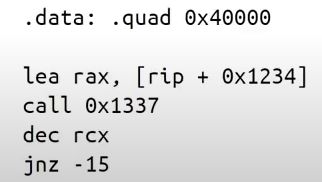 .data: .quad 0x40000
lea rax, [rip + 0x1234]
call 0x1337
dec rcx
jnz -15